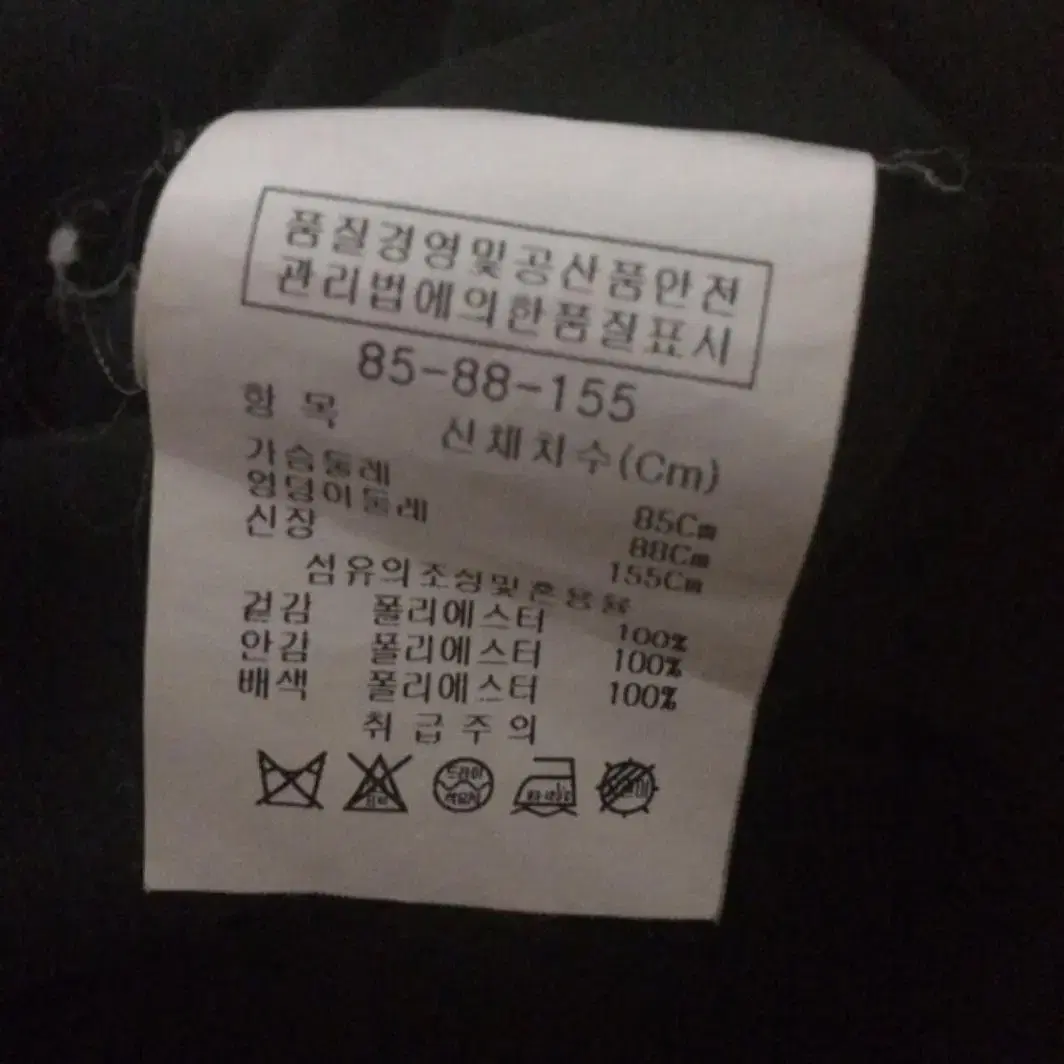 품질경영및공산품안전
관리법에의한품질표시
85-88-155
항 목 신체치수(Cm)
가슴둘레 85Cm
엉덩이둘레 88Cm
신장 155Cm
섬유의조성및혼용율
겉감 폴리에스터 100%
안감 폴리에스터 100%
배색 폴리에스터 100%
취 급 주 의
드라이